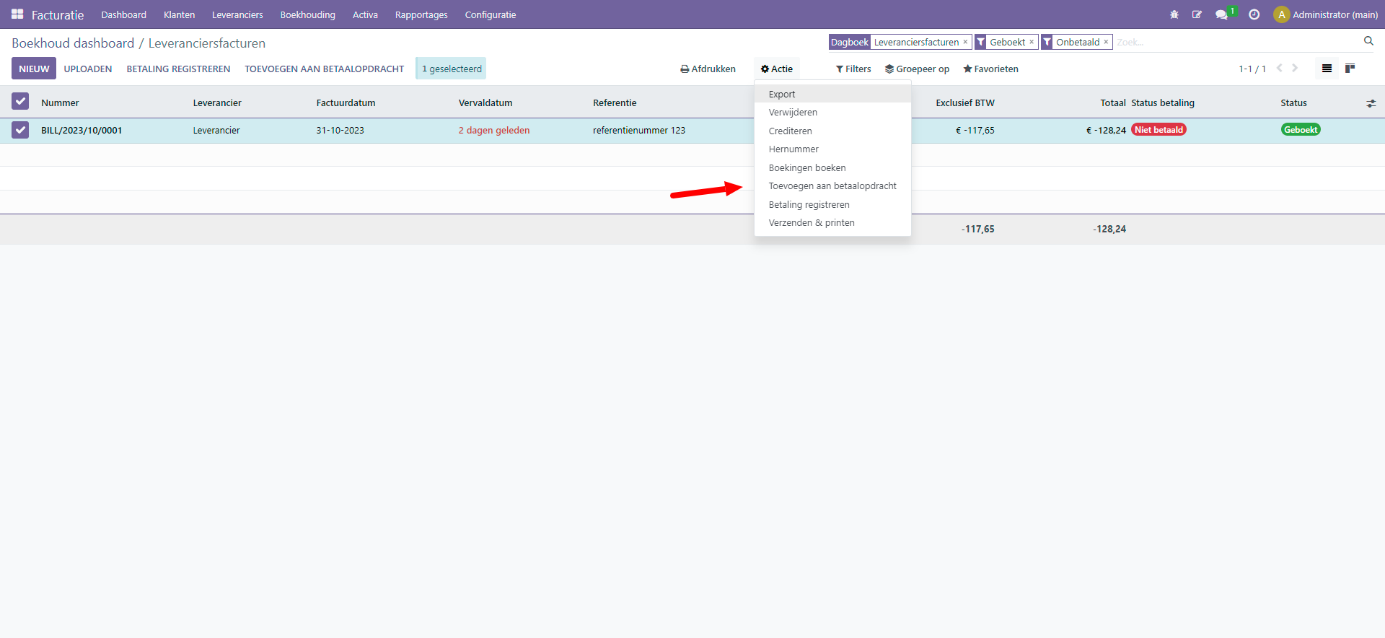 Facturatie Dashboard Klanten Leveranciers Boekhouding Activa Rapportages Configuratie 1 A Administrator (main)
Boekhoud dashboard / Leveranciersfacturen Dagboek Leveranciersfacturen × Geboekt × Onbetaald × Zoek...
NIEUW UPLOADEN BETALING REGISTREREN TOEVOEGEN AAN BETAALOPDRACHT 1 geselecteerd Afdrukken Actie Filters Groepeer op Favorieten 1-1 / 1
Nummer Leverancier Factuurdatum Vervaldatum Referentie Exclusief BTW Totaal Status betaling Status
BILL/2023/10/0001 Leverancier 31-10-2023 2 dagen geleden referentienummer 123 € -117,65 € -128,24 Niet betaald Geboekt
Export
Verwijderen
Crediteren
Hernummer
Boekingen boeken
Toevoegen aan betaalopdracht
Betaling registreren
Verzenden & printen
-117,65 -128,24